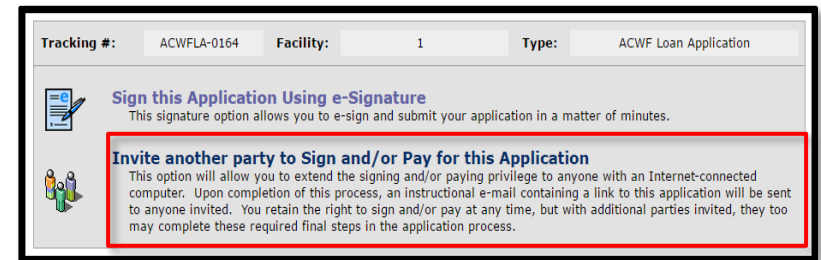 Tracking #: ACWFLA-0164 Facility: 1 Type: ACWF Loan Application
Sign this Application Using e-Signature
This signature option allows you to e-sign and submit your application in a matter of minutes.
Invite another party to Sign and/or Pay for this Application
This option will allow you to extend the signing and/or paying privilege to anyone with an Internet-connected
computer. Upon completion of this process, an instructional e-mail containing a link to this application will be sent
to anyone invited. You retain the right to sign and/or pay at any time, but with additional parties invited, they too
may complete these required final steps in the application process.